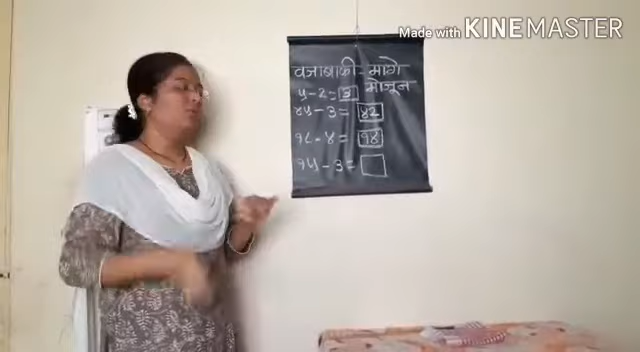 Made with KINEMASTER
वजाबाकी - मागे
मोजून
५ - २ = ३
४५ - ३ = ४२
१८ - ४ = १४
१५ - ३ =